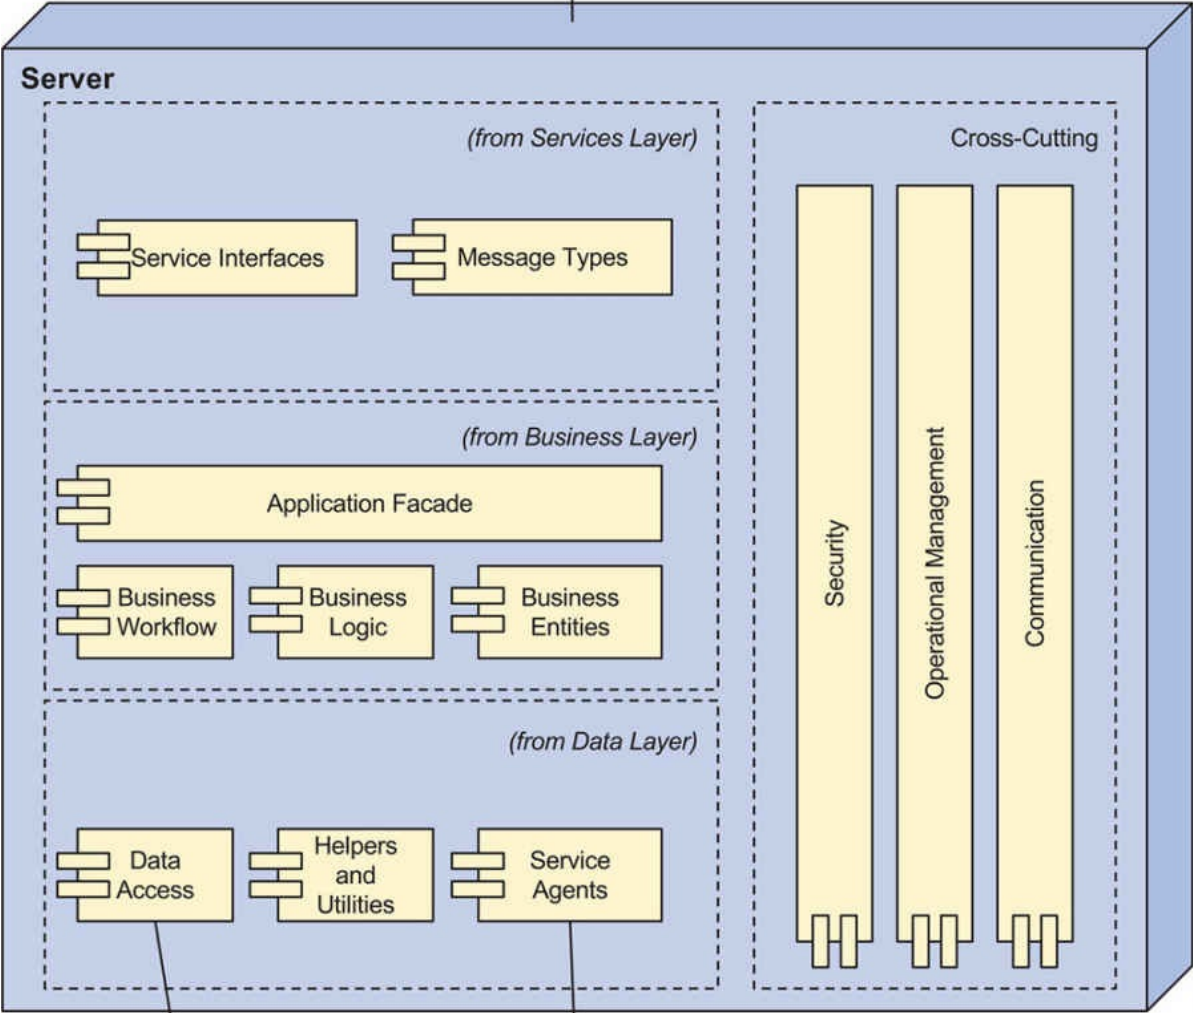 Server
(from Services Layer)
Service Interfaces
Message Types
(from Business Layer)
Application Facade
Business
Workflow
Business
Logic
Business
Entities
(from Data Layer)
Data
Access
Helpers
and
Utilities
Service
Agents
Cross-Cutting
Security
Operational Management
Communication